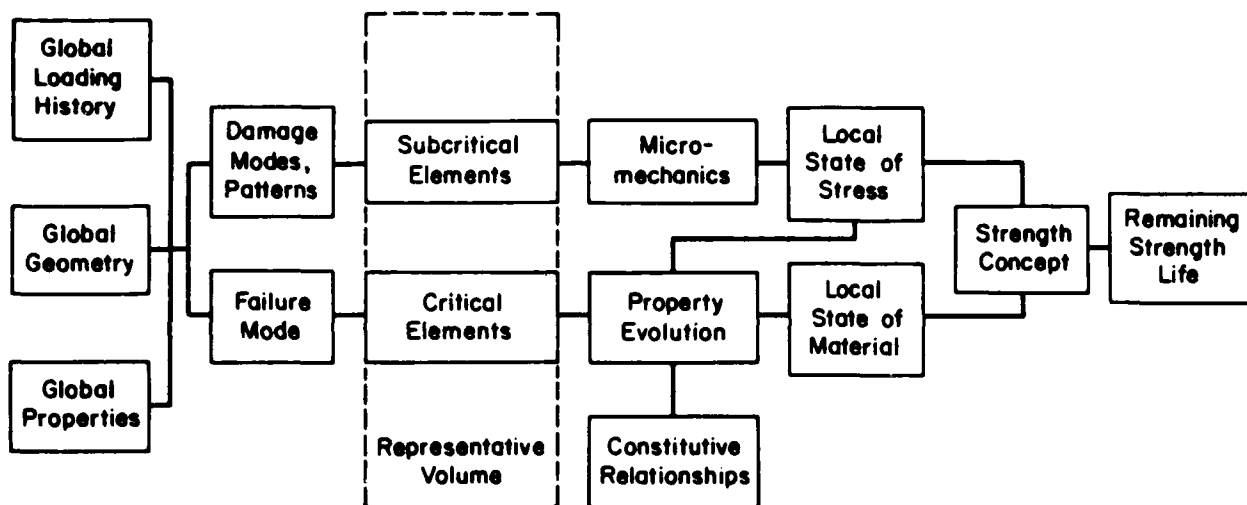 Global
Loading
History
Global
Geometry
Global
Properties
Damage
Modes,
Patterns
Failure
Mode
Subcritical
Elements
Critical
Elements
Representative
Volume
Micro-
mechanics
Property
Evolution
Constitutive
Relationships
Local
State of
Stress
Local
State of
Material
Strength
Concept
Remaining
Strength
Life